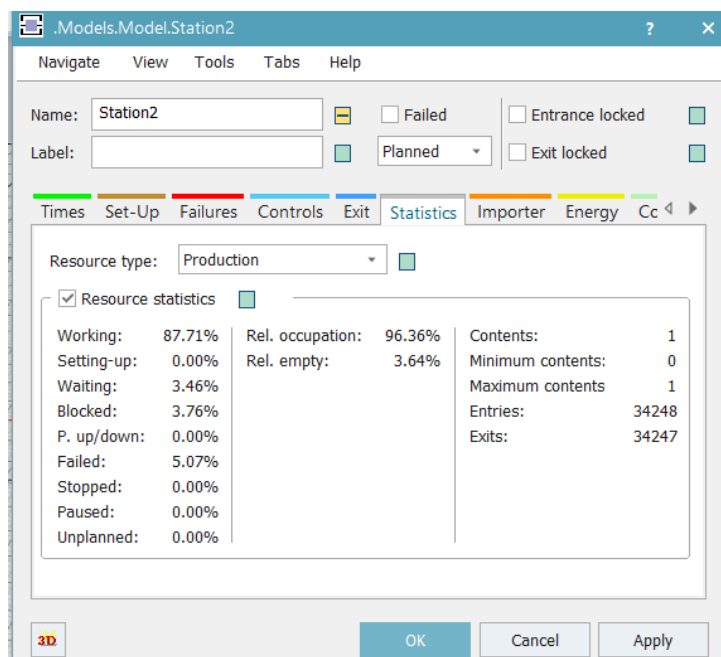 .Models.Model.Station2 ? ×
Navigate View Tools Tabs Help
Name: Station2 Failed Entrance locked
Label: Planned Exit locked
Times Set-Up Failures Controls Exit Statistics Importer Energy Cc
Resource type: Production
Resource statistics
Working: 87.71% Rel. occupation: 96.36% Contents: 1
Setting-up: 0.00% Rel. empty: 3.64% Minimum contents: 0
Waiting: 3.46% Maximum contents 1
Blocked: 3.76% Entries: 34248
P. up/down: 0.00% Exits: 34247
Failed: 5.07%
Stopped: 0.00%
Paused: 0.00%
Unplanned: 0.00%
3D OK Cancel Apply